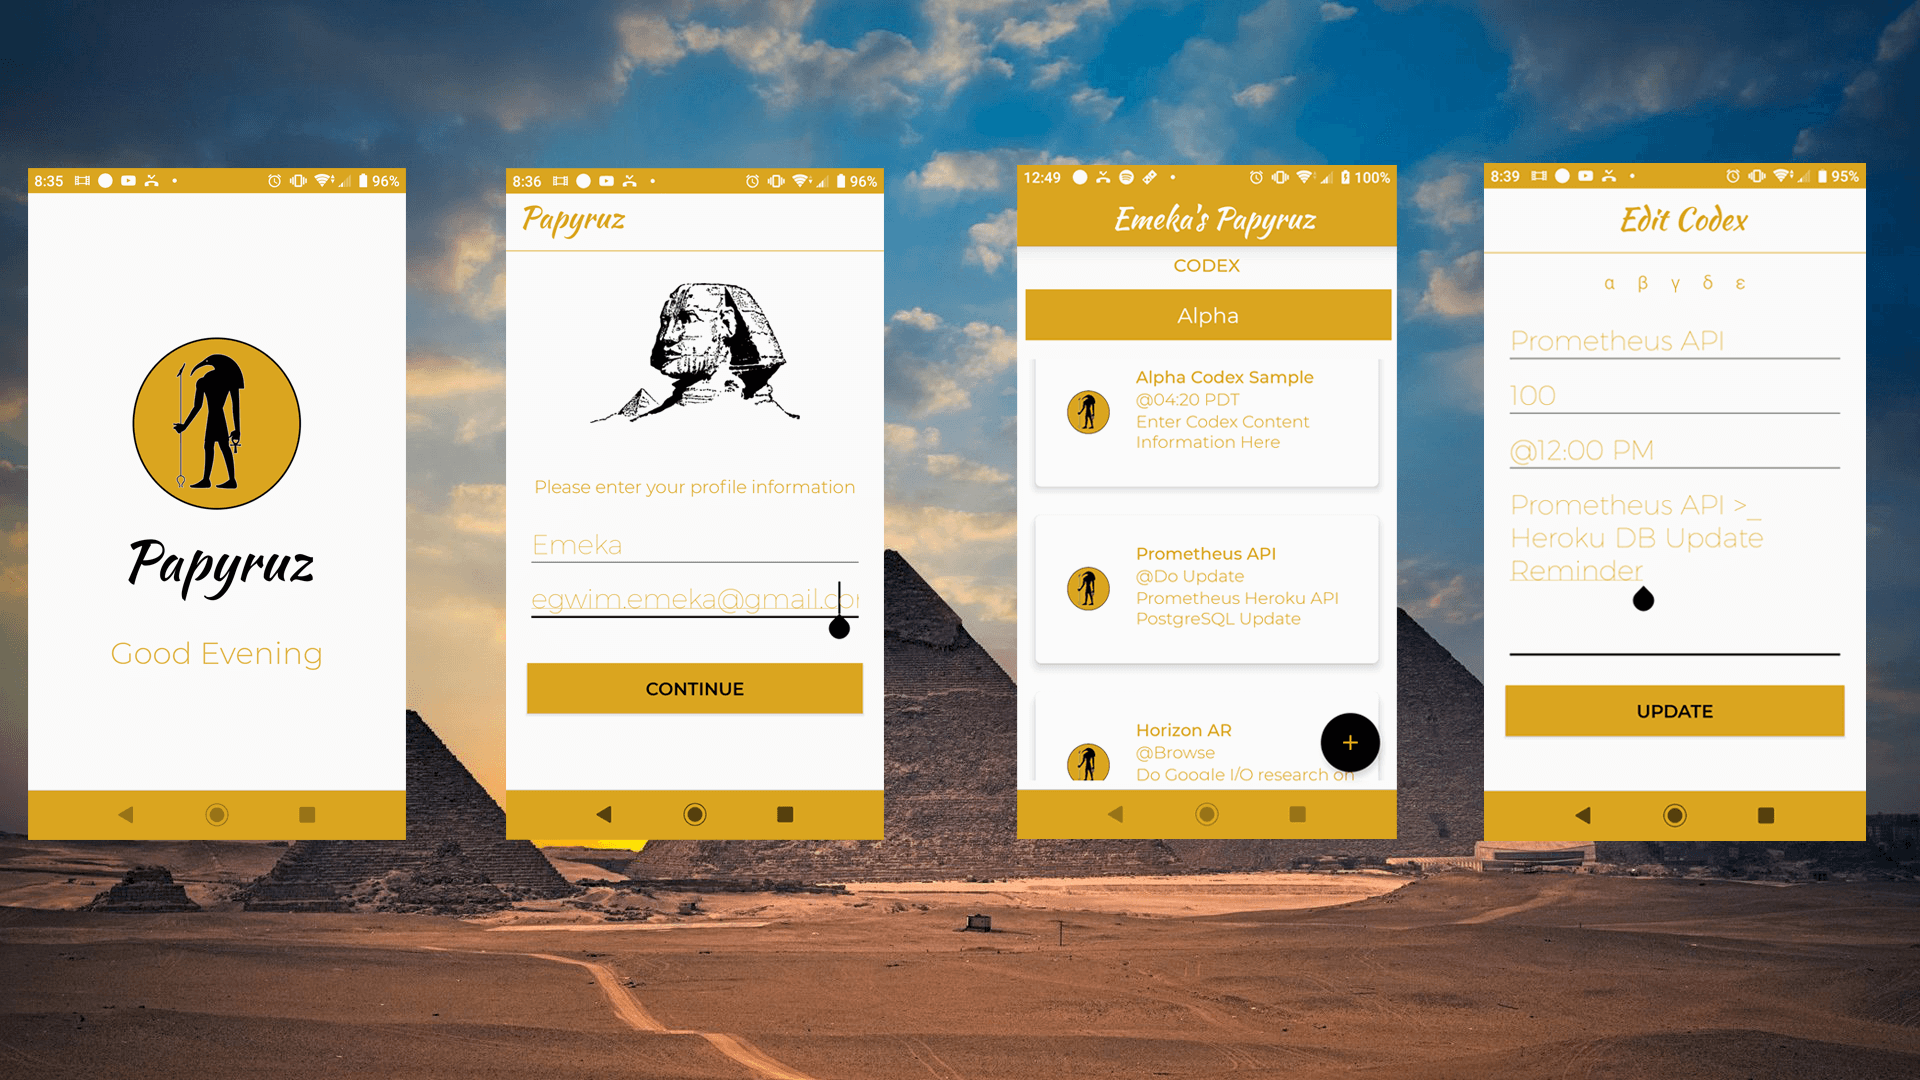 8:35
96%
Papyruz
Good Evening
8:36
96%
Papyruz
Please enter your profile information
Emeka
egwim.emeka@gmail.co
CONTINUE
12:49
100%
Emeka's Papyruz
CODEX
Alpha
Alpha Codex Sample
@04:20 PDT
Enter Codex Content
Information Here
Prometheus API
@Do Update
Prometheus Heroku API
PostgreSQL Update
Horizon AR
@Browse
Do Google I/O research on
+
8:39
95%
Edit Codex
α β γ δ ε
Prometheus API
100
@12:00 PM
Prometheus API >_
Heroku DB Update
Reminder
UPDATE